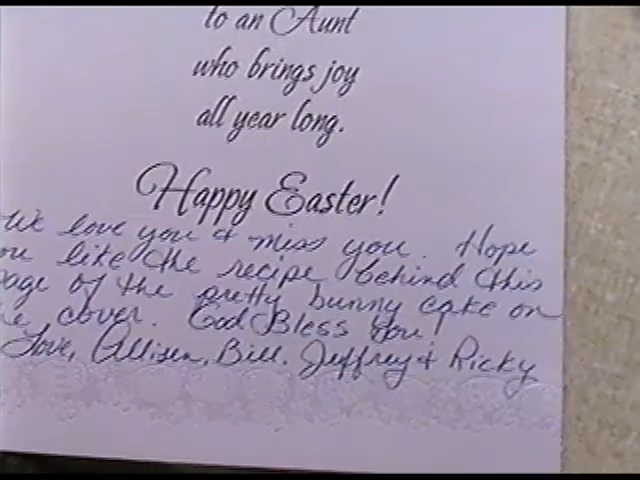 to an Aunt
who brings joy
all year long.
Happy Easter!
We love you & miss you. Hope
ou like the recipe behind this
page of the pretty bunny cake on
he cover. God Bless You!
Love, Allison, Bill, Jeffrey & Ricky